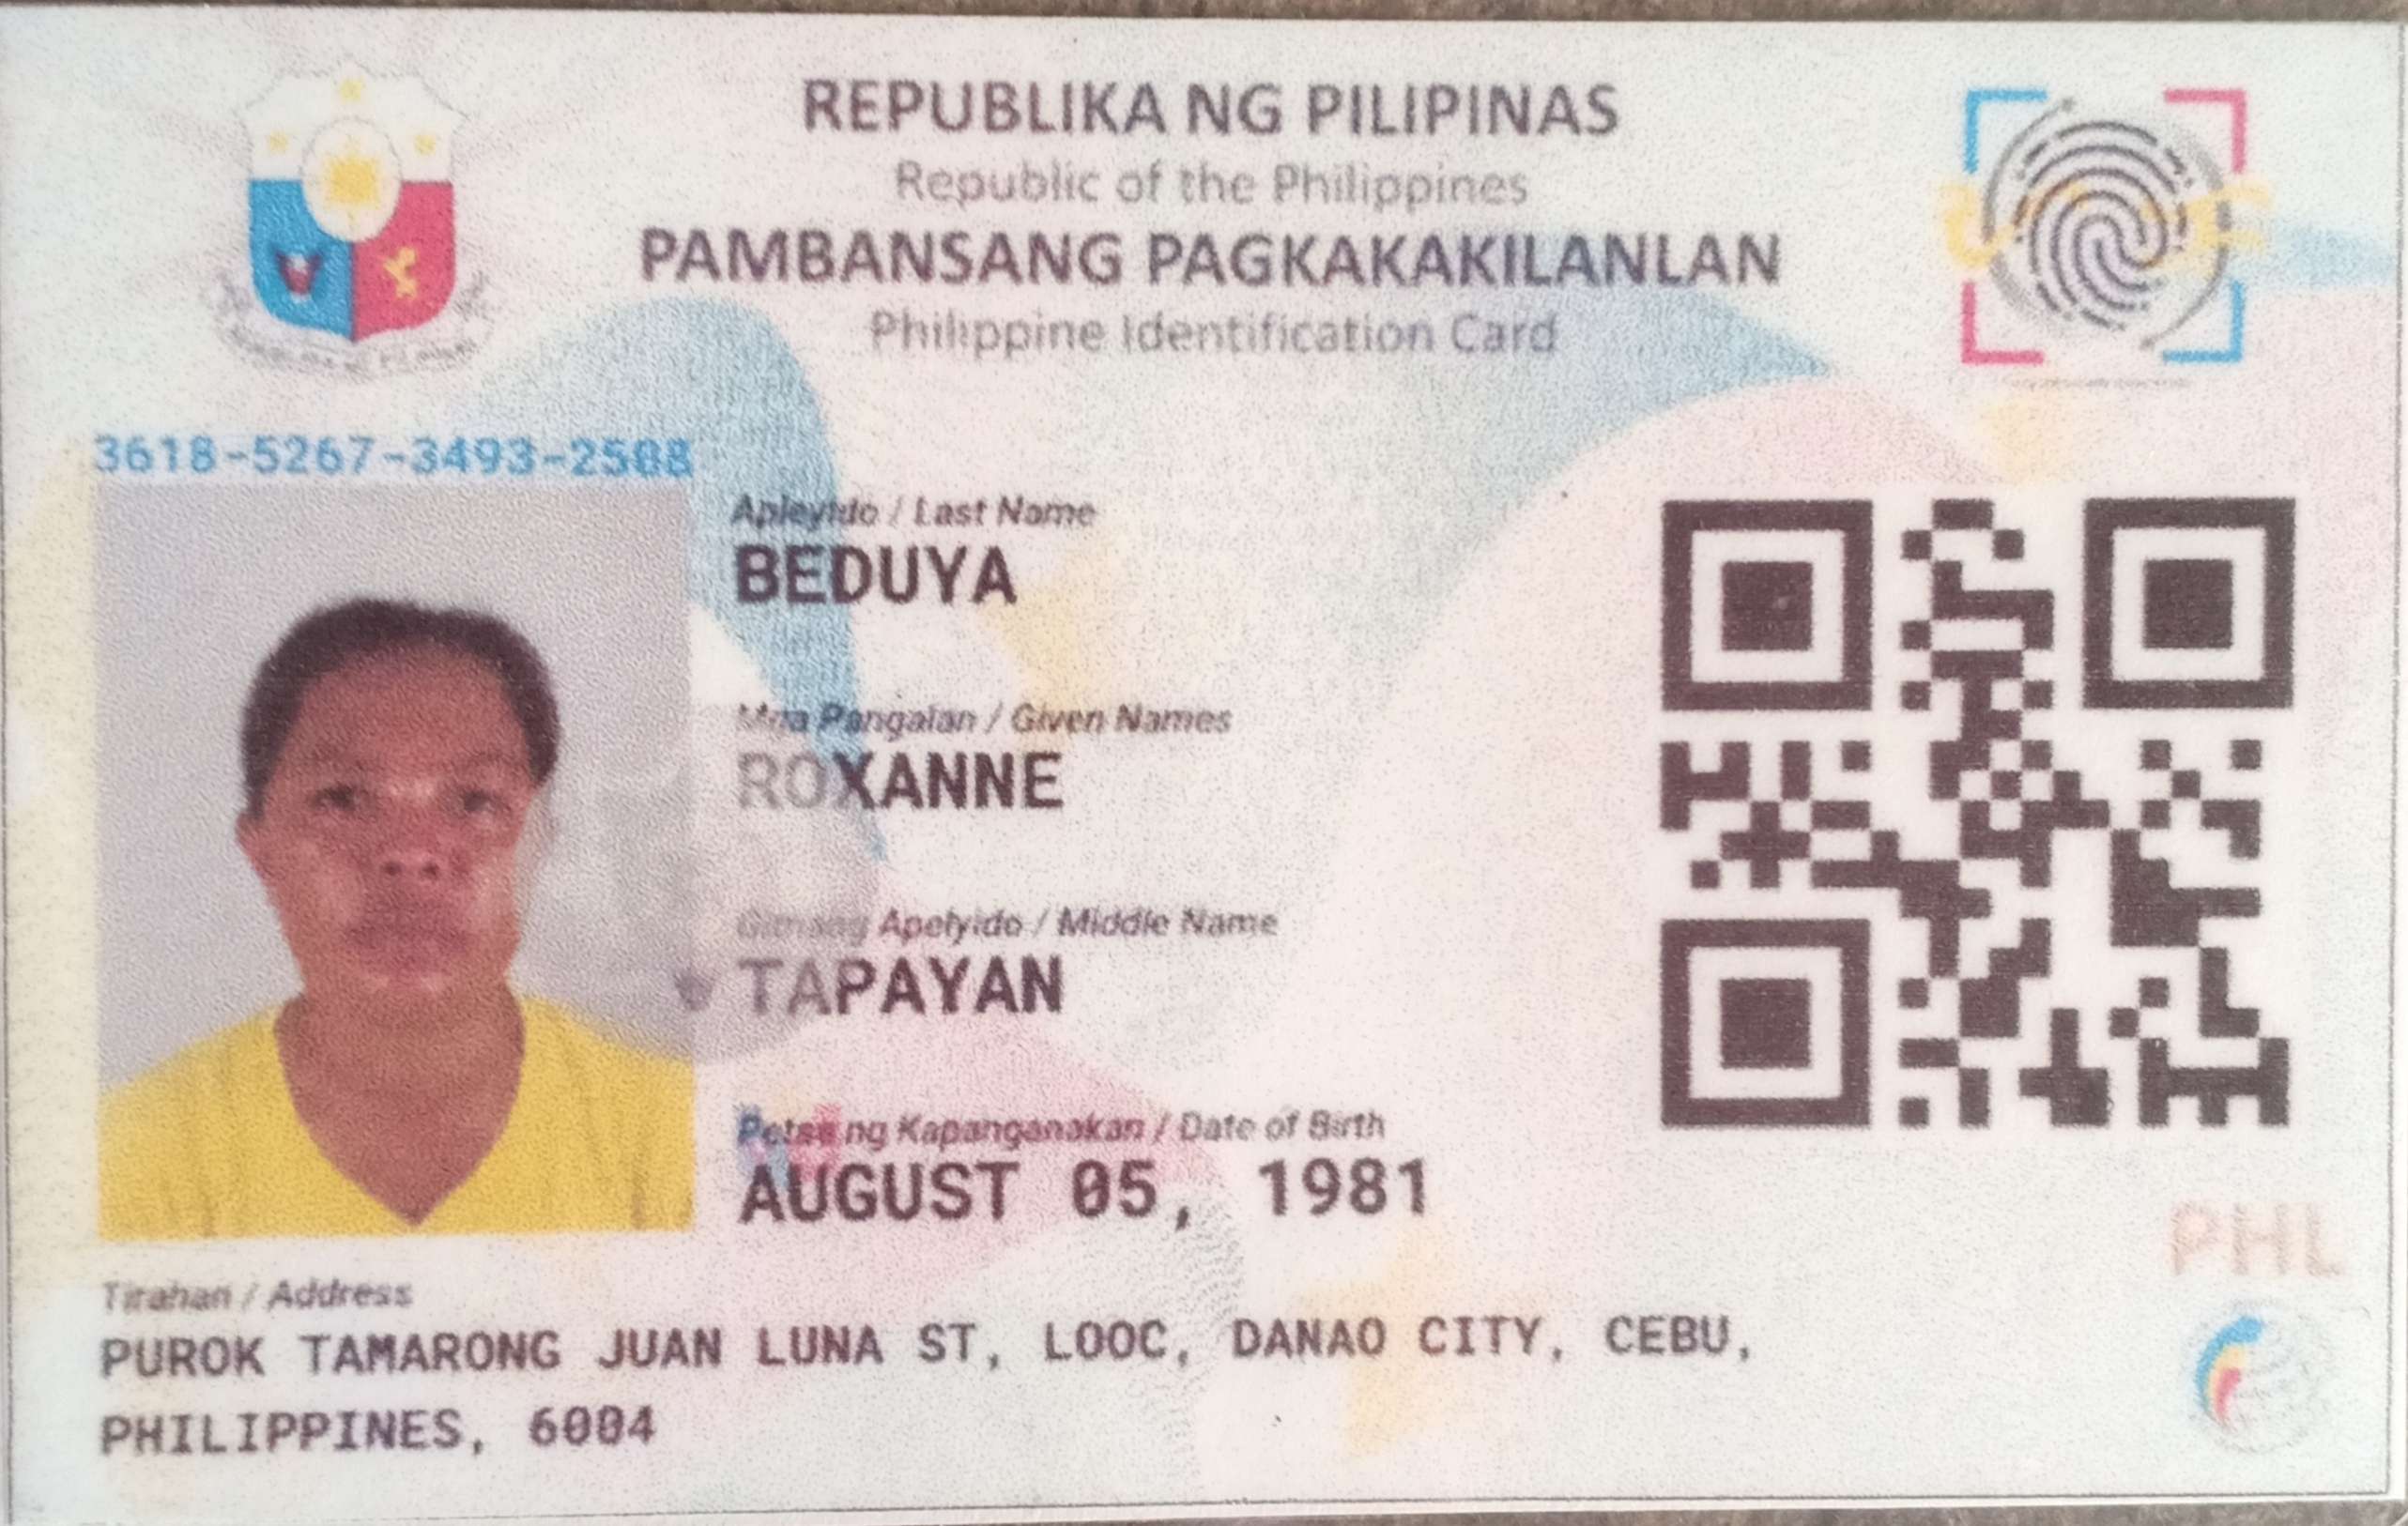 REPUBLIKA NG PILIPINAS
Republic of the Philippines
PAMBANSANG PAGKAKAKILANLAN
Philippine Identification Card
3618-5267-3493-2508
Apleyido / Last Name
BEDUYA
Mga Pangalan / Given Names
ROXANNE
Gitnang Apelyido / Middle Name
TAPAYAN
Petsa ng Kapanganakan / Date of Birth
AUGUST 05, 1981
Tirahan / Address
PUROK TAMARONG JUAN LUNA ST, LOOC, DANAO CITY, CEBU,
PHILIPPINES, 6004
PHL